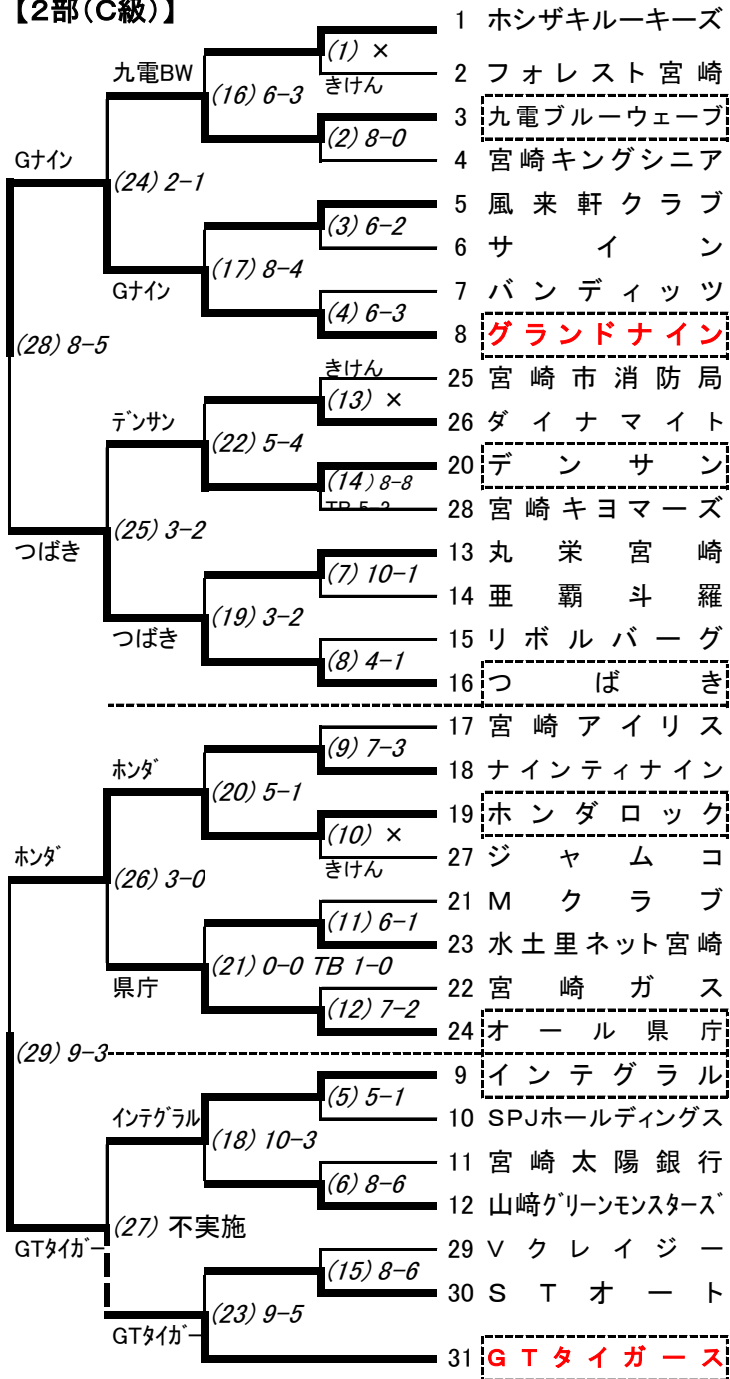 【2部(C級)】
1 ホシザキルーキーズ
(1) ×
九電BW
2 フォレスト宮崎
きけん
(16) 6-3
3 九電ブルーウェーブ
(2) 8-0
4 宮崎キングシニア
Gナイン
(24) 2-1
5 風来軒クラブ
(3) 6-2
6 サイン
(17) 8-4
Gナイン
7 バンディッツ
(4) 6-3
8 グランドナイン
(28) 8-5
きけん
25 宮崎市消防局
(13) ×
デンサン
26 ダイナマイト
(22) 5-4
20 デンサン
(14) 8-8
28 宮崎キヨマーズ
(25) 3-2
つばき
13 丸栄宮崎
(7) 10-1
14 亜覇斗羅
(19) 3-2
つばき
15 リボルバーグ
(8) 4-1
16 つばき
17 宮崎アイリス
(9) 7-3
ホンダ
18 ナインティナイン
(20) 5-1
19 ホンダロック
(10) ×
ホンダ
27 ジャムコ
きけん
(26) 3-0
21 Mクラブ
(11) 6-1
23 水土里ネット宮崎
(21) 0-0 TB 1-0
県庁
22 宮崎ガス
(12) 7-2
24 オール県庁
(29) 9-3
9 インテグラル
(5) 5-1
インテグラル
10 SPJホールディングス
(18) 10-3
11 宮崎太陽銀行
(6) 8-6
12 山﨑グリーンモンスターズ
(27) 不実施
GTタイガー
29 Vクレイジー
(15) 8-6
30 STオート
(23) 9-5
GTタイガー
31 GTタイガース